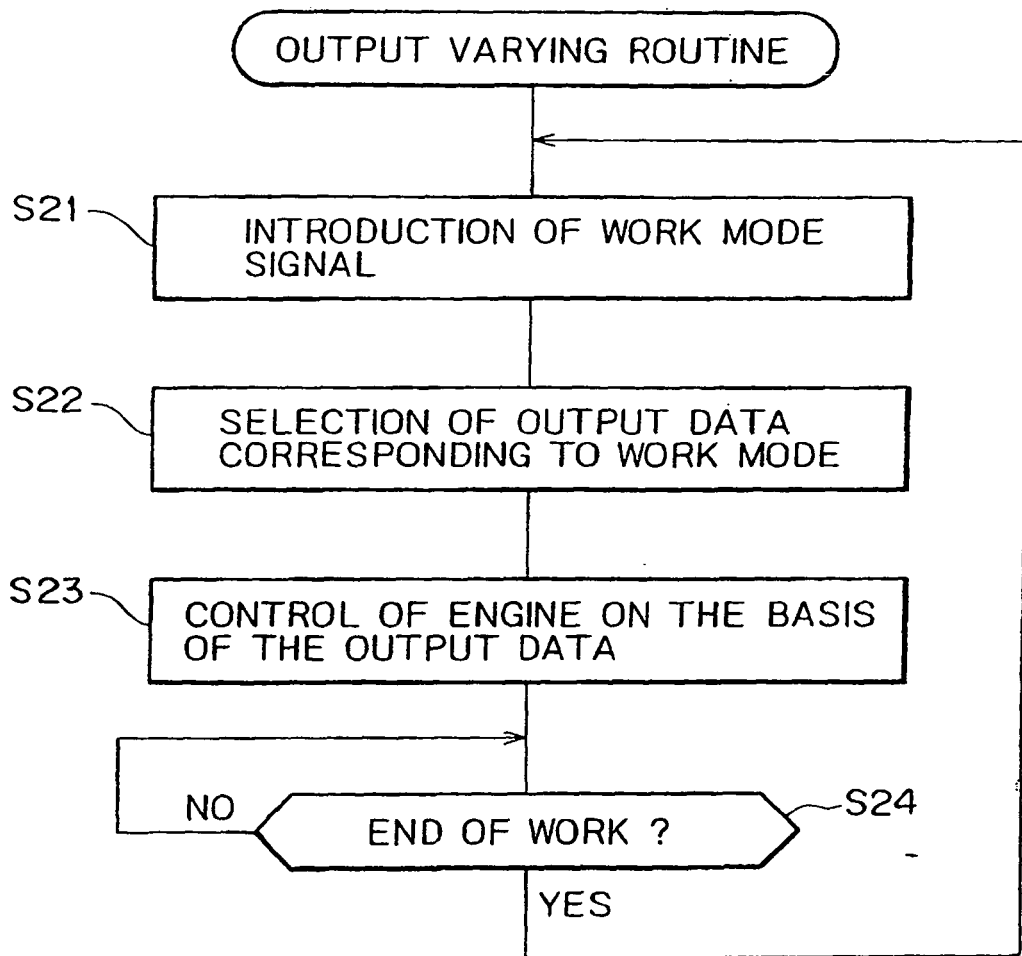 OUTPUT VARYING ROUTINE
S21
INTRODUCTION OF WORK MODE
SIGNAL
S22
SELECTION OF OUTPUT DATA
CORRESPONDING TO WORK MODE
S23
CONTROL OF ENGINE ON THE BASIS
OF THE OUTPUT DATA
NO
END OF WORK ?
S24
YES